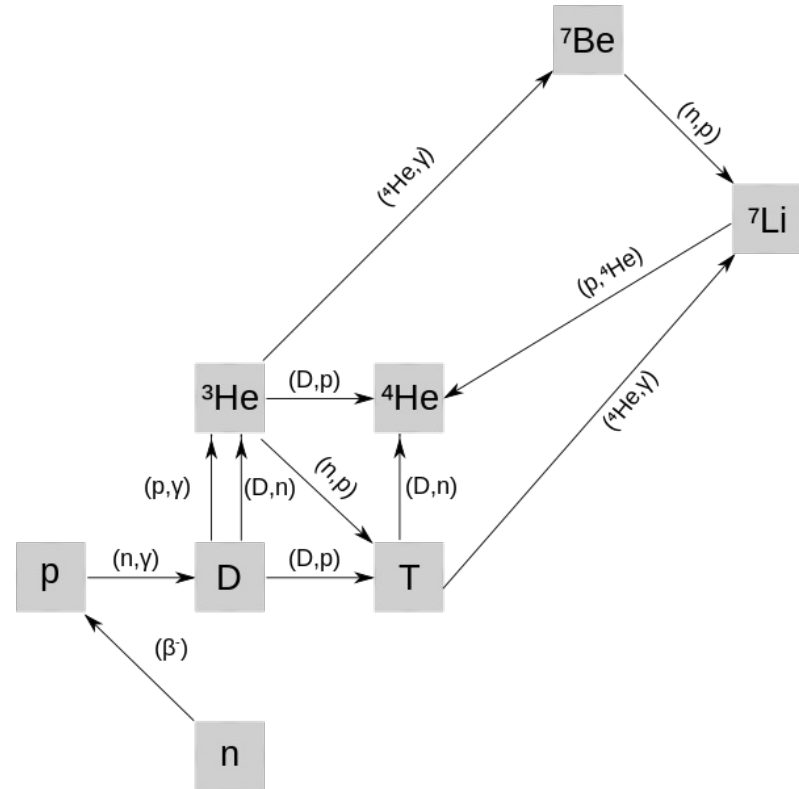 ⁷Be
(n,p)
(⁴He,γ)
⁷Li
(p,⁴He)
³He
(D,p)
⁴He
(⁴He,γ)
(n,p)
(p,γ)
(D,n)
(D,n)
p
(n,γ)
D
(D,p)
T
(β⁻)
n